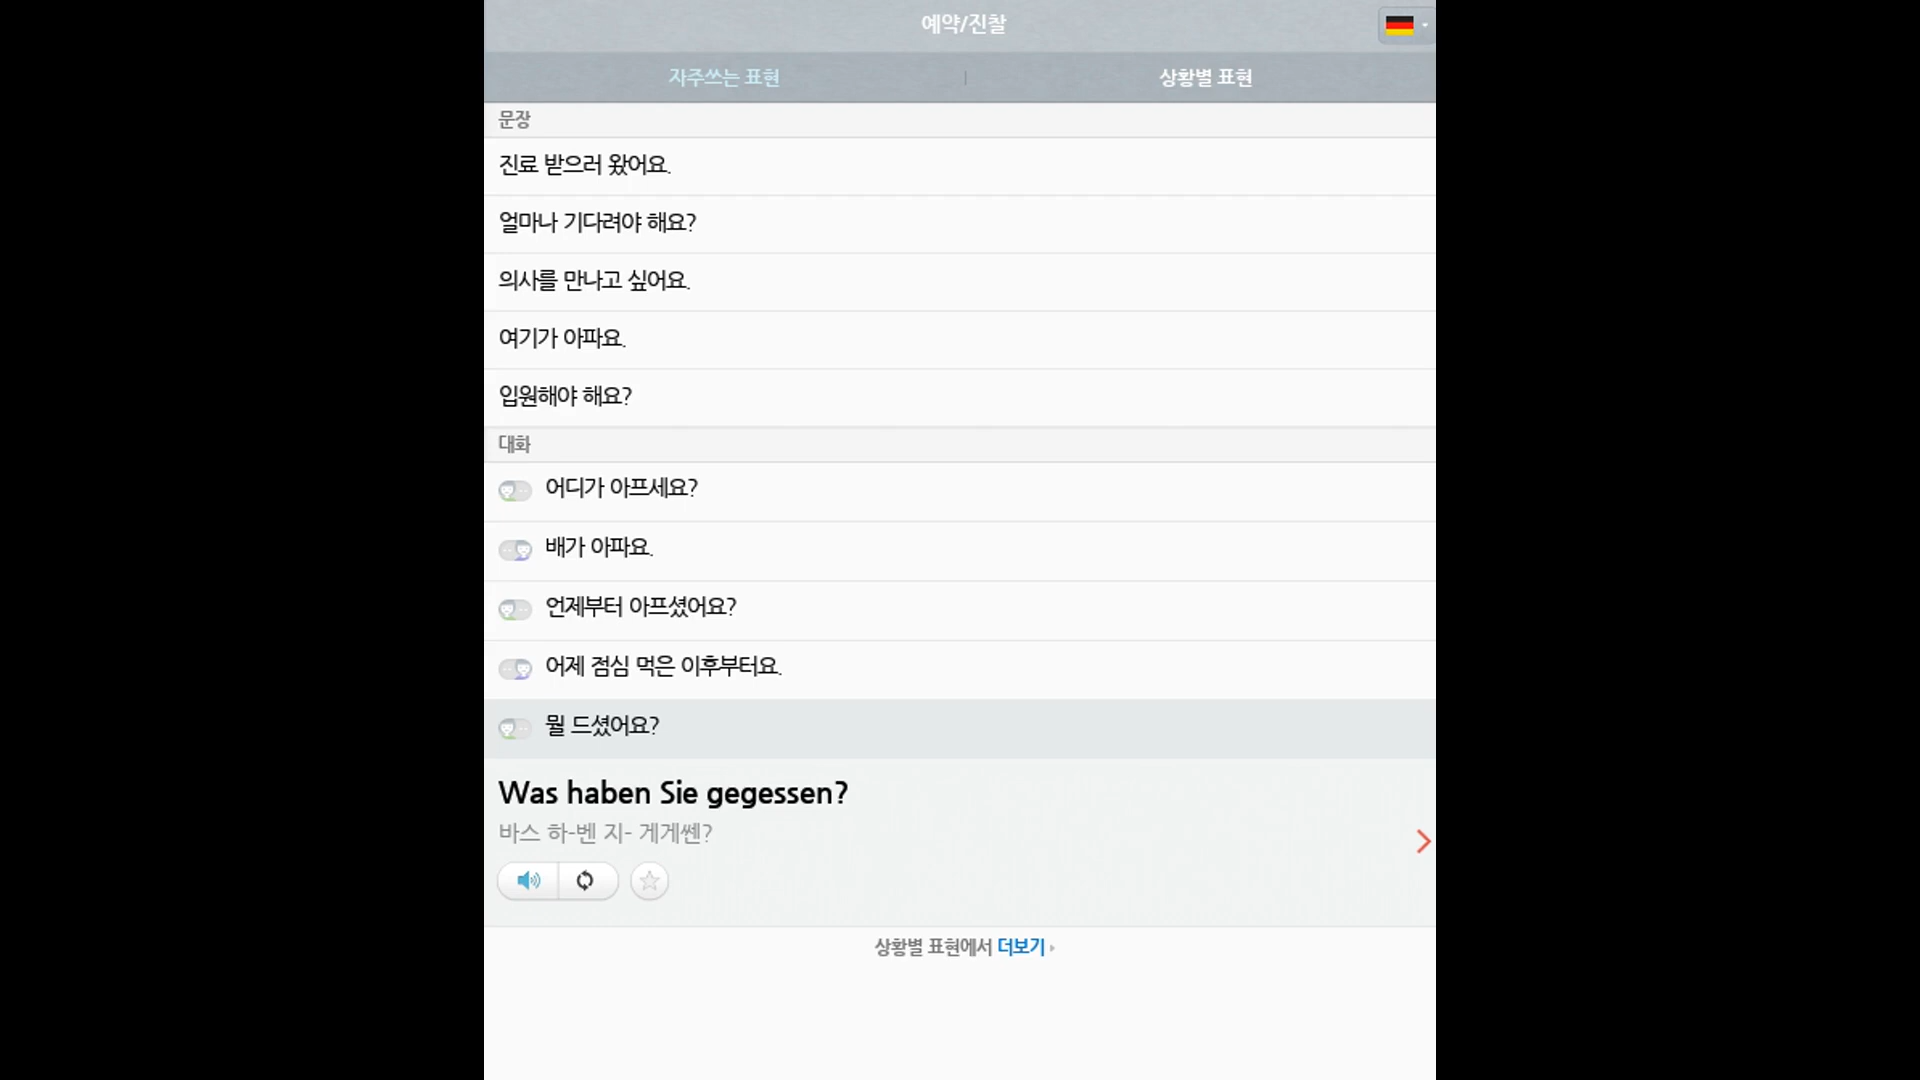 예약/진찰
자주쓰는 표현
상황별 표현
문장
진료 받으러 왔어요.
얼마나 기다려야 해요?
의사를 만나고 싶어요.
여기가 아파요.
입원해야 해요?
대화
어디가 아프세요?
배가 아파요.
언제부터 아프셨어요?
어제 점심 먹은 이후부터요.
뭘 드셨어요?
Was haben Sie gegessen?
바스 하-벤 지- 게게쎈?
상황별 표현에서 더보기